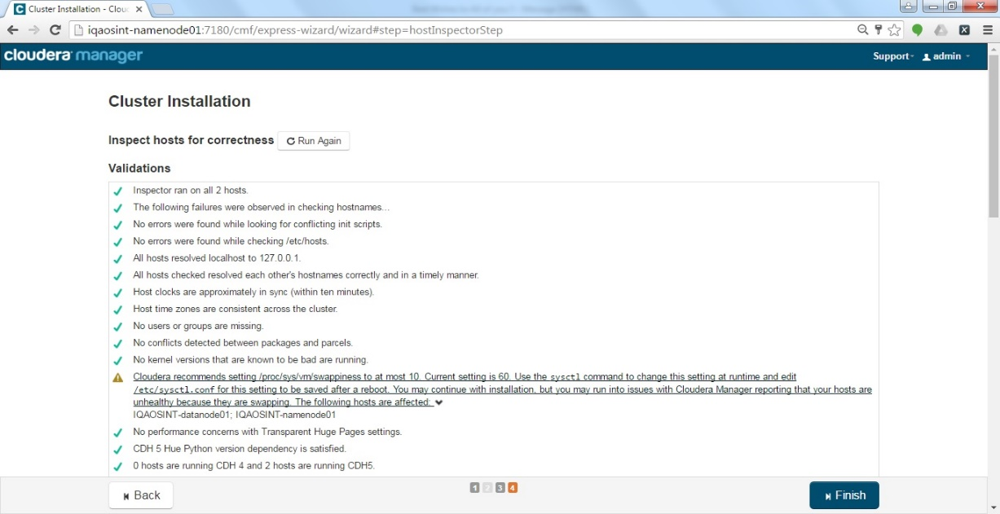 Cluster Installation - Clou
iqaosint-namenode01:7180/cmf/express-wizard/wizard#step=hostInspectorStep
cloudera manager
Support
admin
Cluster Installation
Inspect hosts for correctness
Run Again
Validations
Inspector ran on all 2 hosts.
The following failures were observed in checking hostnames...
No errors were found while looking for conflicting init scripts.
No errors were found while checking /etc/hosts.
All hosts resolved localhost to 127.0.0.1.
All hosts checked resolved each other's hostnames correctly and in a timely manner.
Host clocks are approximately in sync (within ten minutes).
Host time zones are consistent across the cluster.
No users or groups are missing.
No conflicts detected between packages and parcels.
No kernel versions that are known to be bad are running.
Cloudera recommends setting /proc/sys/vm/swappiness to at most 10. Current setting is 60. Use the sysctl command to change this setting at runtime and edit
/etc/sysctl.conf for this setting to be saved after a reboot. You may continue with installation, but you may run into issues with Cloudera Manager reporting that your hosts are
unhealthy because they are swapping. The following hosts are affected:
IQAOSINT-datanode01; IQAOSINT-namenode01
No performance concerns with Transparent Huge Pages settings.
CDH 5 Hue Python version dependency is satisfied.
0 hosts are running CDH 4 and 2 hosts are running CDH5.
Back
1 2 3 4
Finish